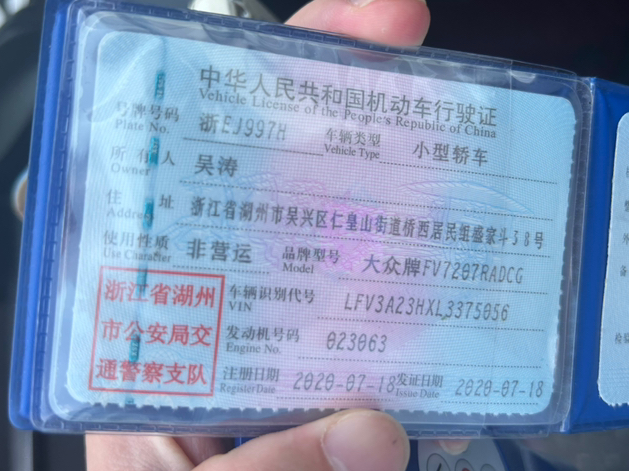 中华人民共和国机动车行驶证
Vehicle License of the People's Republic of China
号牌号码 浙EJ997H 车辆类型 小型轿车
Plate No. Vehicle Type
所有人 吴涛
Owner
住址 浙江省湖州市吴兴区仁皇山街道桥西居民组盛家斗38号
Address
使用性质 非营运 品牌型号 大众牌FV7207RADCG
Use Character Model
浙江省湖州
市公安局交
通警察支队
车辆识别代号 LFV3A23HXL3375056
VIN
发动机号码 023063
Engine No.
注册日期 2020-07-18 发证日期 2020-07-18
Register Date Issue Date